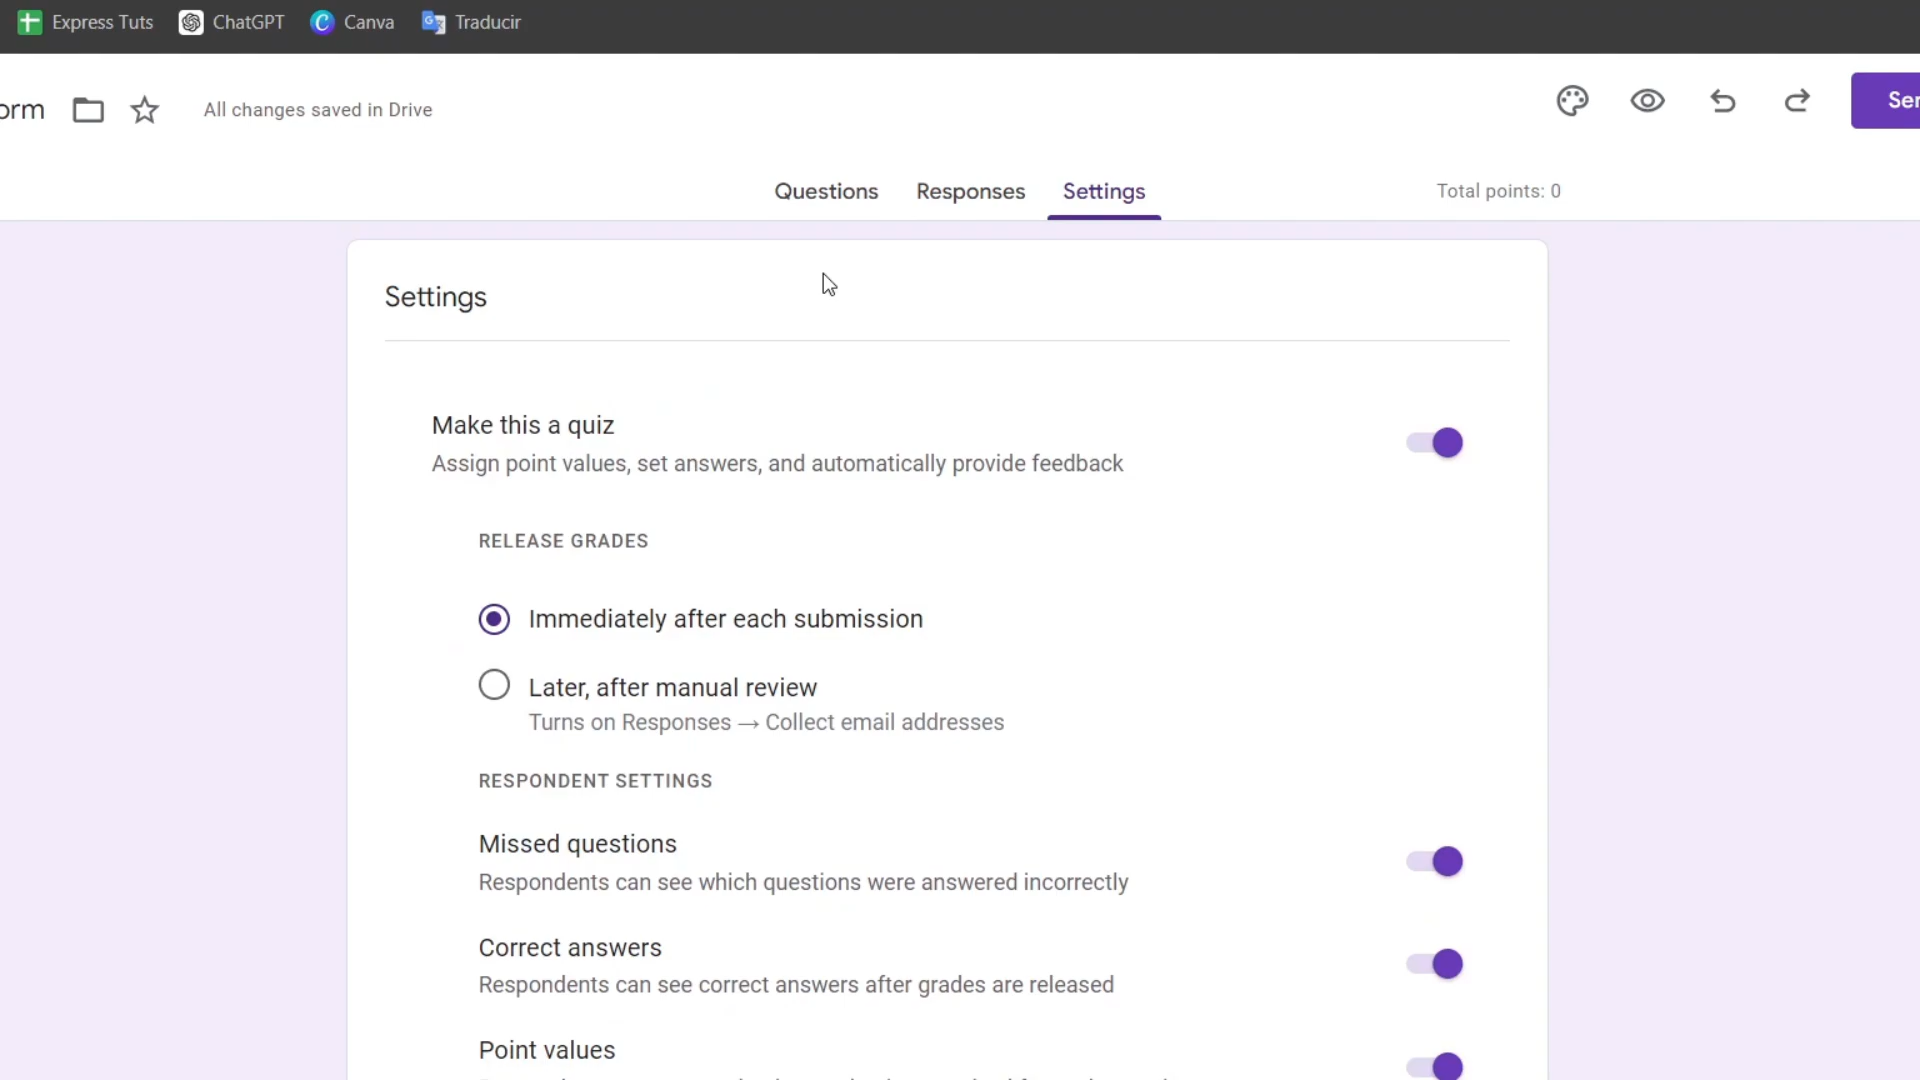 Express Tuts ChatGPT Canva Traducir
orm All changes saved in Drive Ser
Questions Responses Settings Total points: 0
Settings
Make this a quiz
Assign point values, set answers, and automatically provide feedback
RELEASE GRADES
Immediately after each submission
Later, after manual review
Turns on Responses → Collect email addresses
RESPONDENT SETTINGS
Missed questions
Respondents can see which questions were answered incorrectly
Correct answers
Respondents can see correct answers after grades are released
Point values